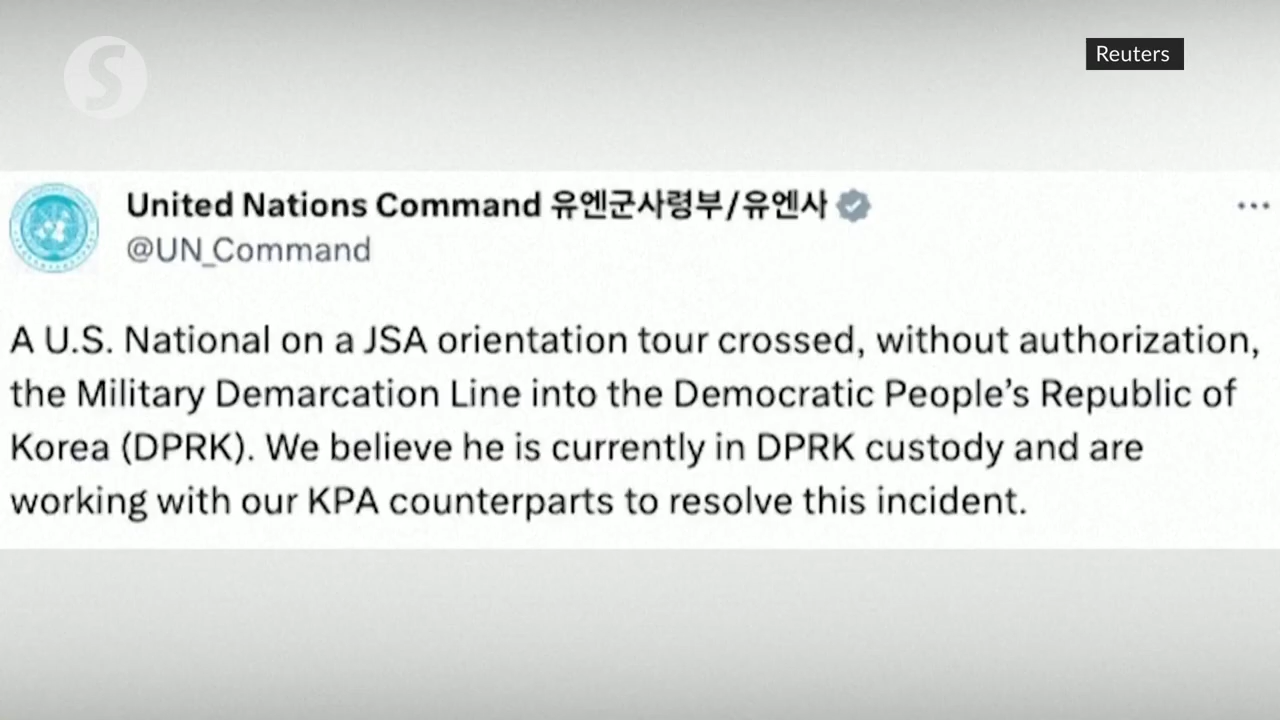 S
Reuters
United Nations Command 유엔군사령부/유엔사
@UN_Command
A U.S. National on a JSA orientation tour crossed, without authorization,
the Military Demarcation Line into the Democratic People’s Republic of
Korea (DPRK). We believe he is currently in DPRK custody and are
working with our KPA counterparts to resolve this incident.